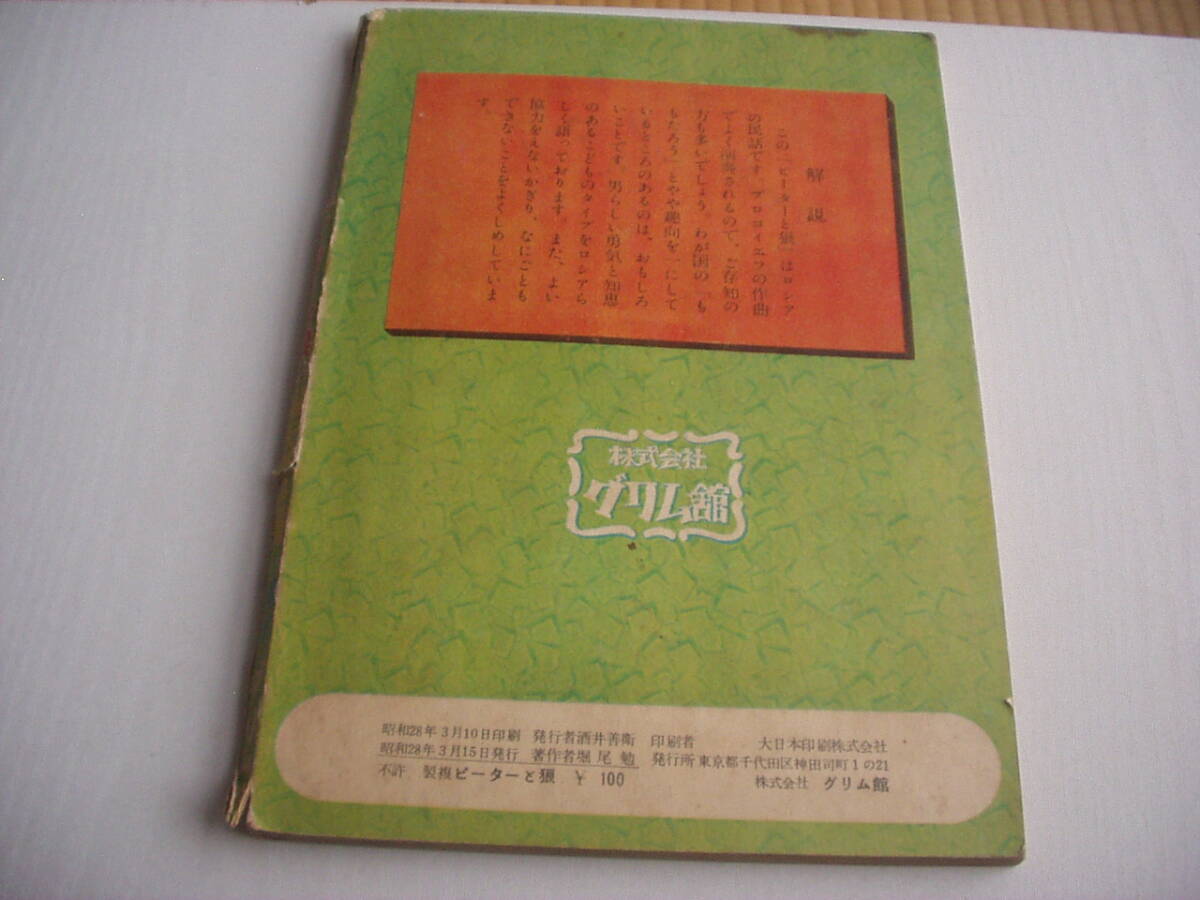 解説
この「ピーターと狼」はロシア
の民話です。プロコイエフの作曲
でよく演奏されるので、ご存知の
方も多いでしょう。わが国の「も
もたろう」とやや趣向を一にして
いるところのあるのは、おもしろ
いことです。男らしい勇気と知恵
のあるこどものタイプをロシアら
しく語っております。また、よい
協力をえないかぎり、なにごとも
できないことをよくしめしていま
す。
株式会社
グリム館
昭和28年3月10日印刷 発行者酒井善衛 印刷者 大日本印刷株式会社
昭和28年3月15日発行 著作者堀尾勉 発行所東京都千代田区神田司町1の21
不許 製複 ピーターと狼 ¥ 100 株式会社 グリム館